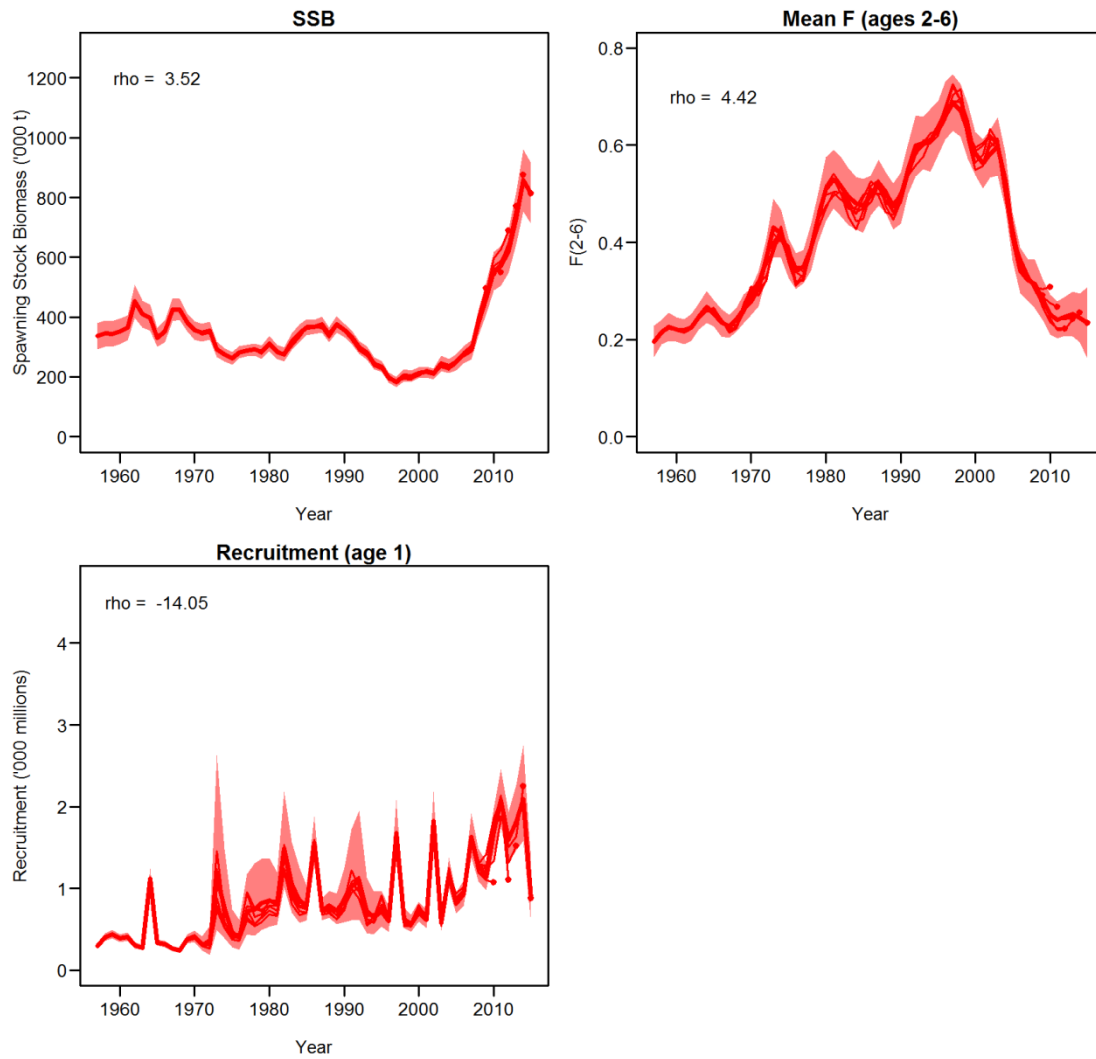 SSB
rho = 3.52
Spawning Stock Biomass ('000 t)
1200
1000
800
600
400
200
0
1960 1970 1980 1990 2000 2010
Year
Mean F (ages 2-6)
rho = 4.42
F(2-6)
0.8
0.6
0.4
0.2
0.0
1960 1970 1980 1990 2000 2010
Year
Recruitment (age 1)
rho = -14.05
Recruitment ('000 millions)
4
3
2
1
0
1960 1970 1980 1990 2000 2010
Year